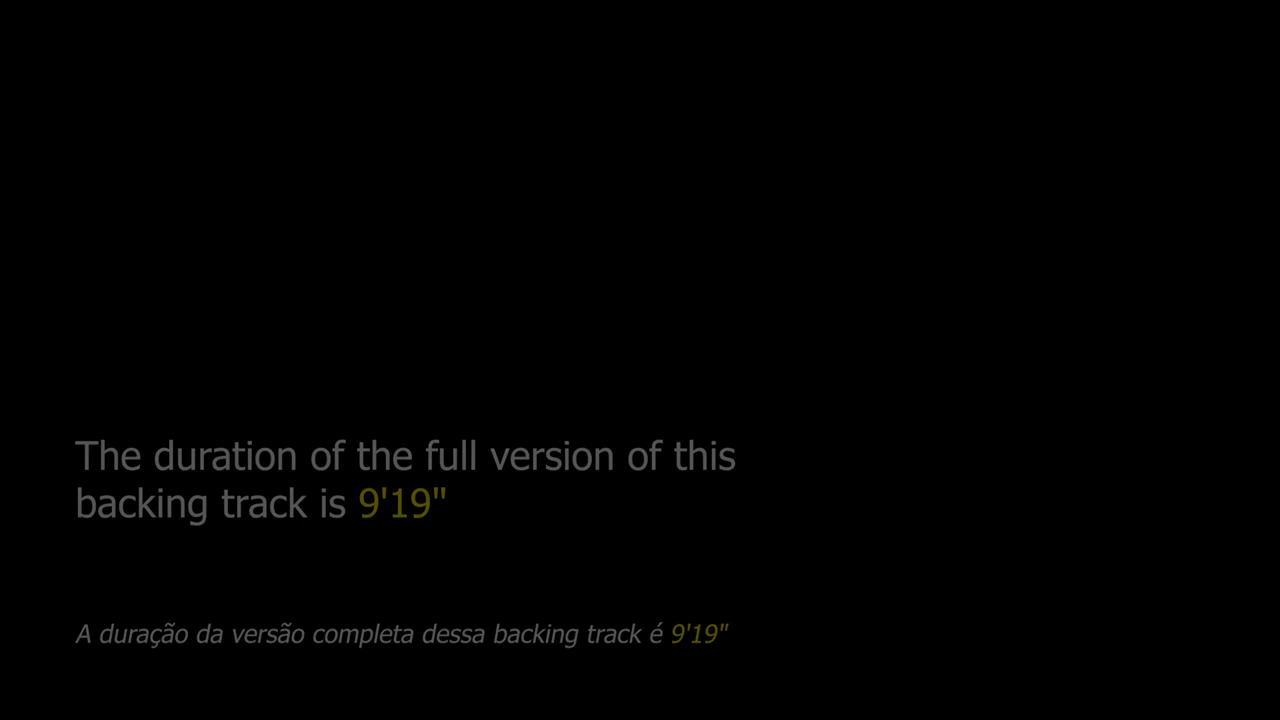 The duration of the full version of this
backing track is 9'19"
A duração da versão completa dessa backing track é 9'19"